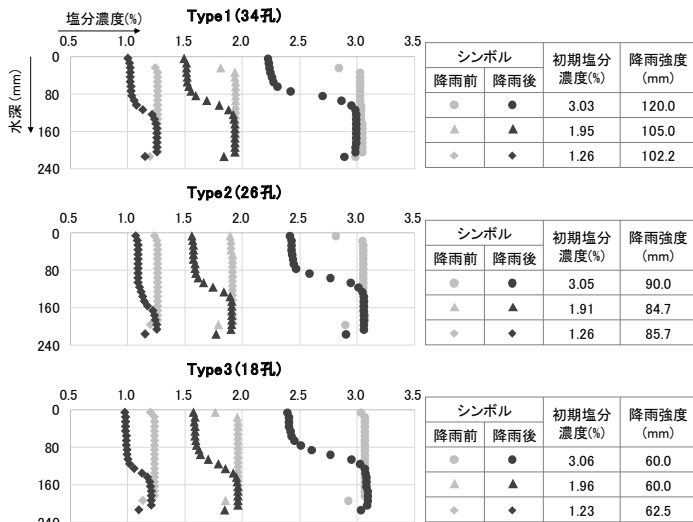 塩分濃度(%)
Type1(34孔)
0.5 1.0 1.5 2.0 2.5 3.0 3.5
水深(mm)
0
80
160
240
シンボル 初期塩分濃度(%) 降雨強度(mm)
降雨前 降雨後
3.03 120.0
1.95 105.0
1.26 102.2
Type2(26孔)
0.5 1.0 1.5 2.0 2.5 3.0 3.5
0
80
160
240
シンボル 初期塩分濃度(%) 降雨強度(mm)
降雨前 降雨後
3.05 90.0
1.91 84.7
1.26 85.7
Type3(18孔)
0.5 1.0 1.5 2.0 2.5 3.0 3.5
0
80
160
240
シンボル 初期塩分濃度(%) 降雨強度(mm)
降雨前 降雨後
3.06 60.0
1.96 60.0
1.23 62.5